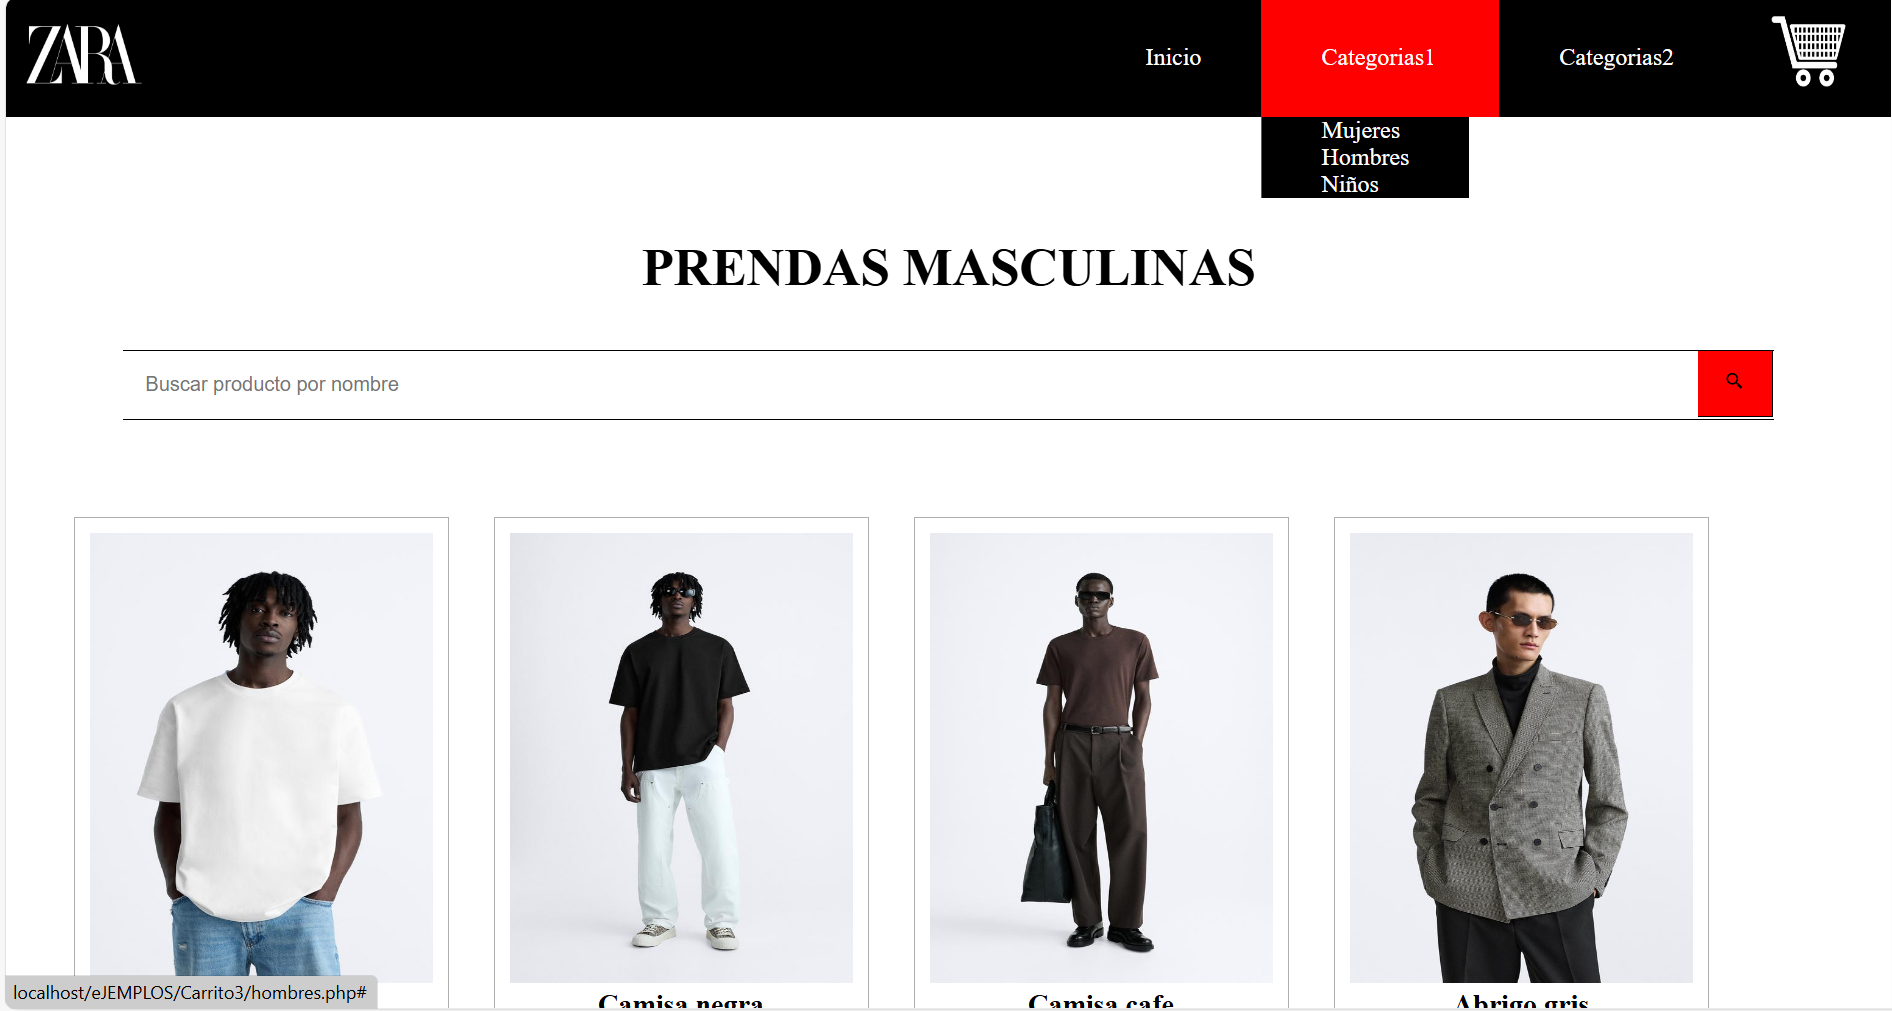 ZARA
Inicio
Categorias1
Categorias2
Mujeres
Hombres
Niños
PRENDAS MASCULINAS
Buscar producto por nombre
Camisa negra
Camisa cafe
Abrigo gris
localhost/eJEMPLOS/Carrito3/hombres.php#